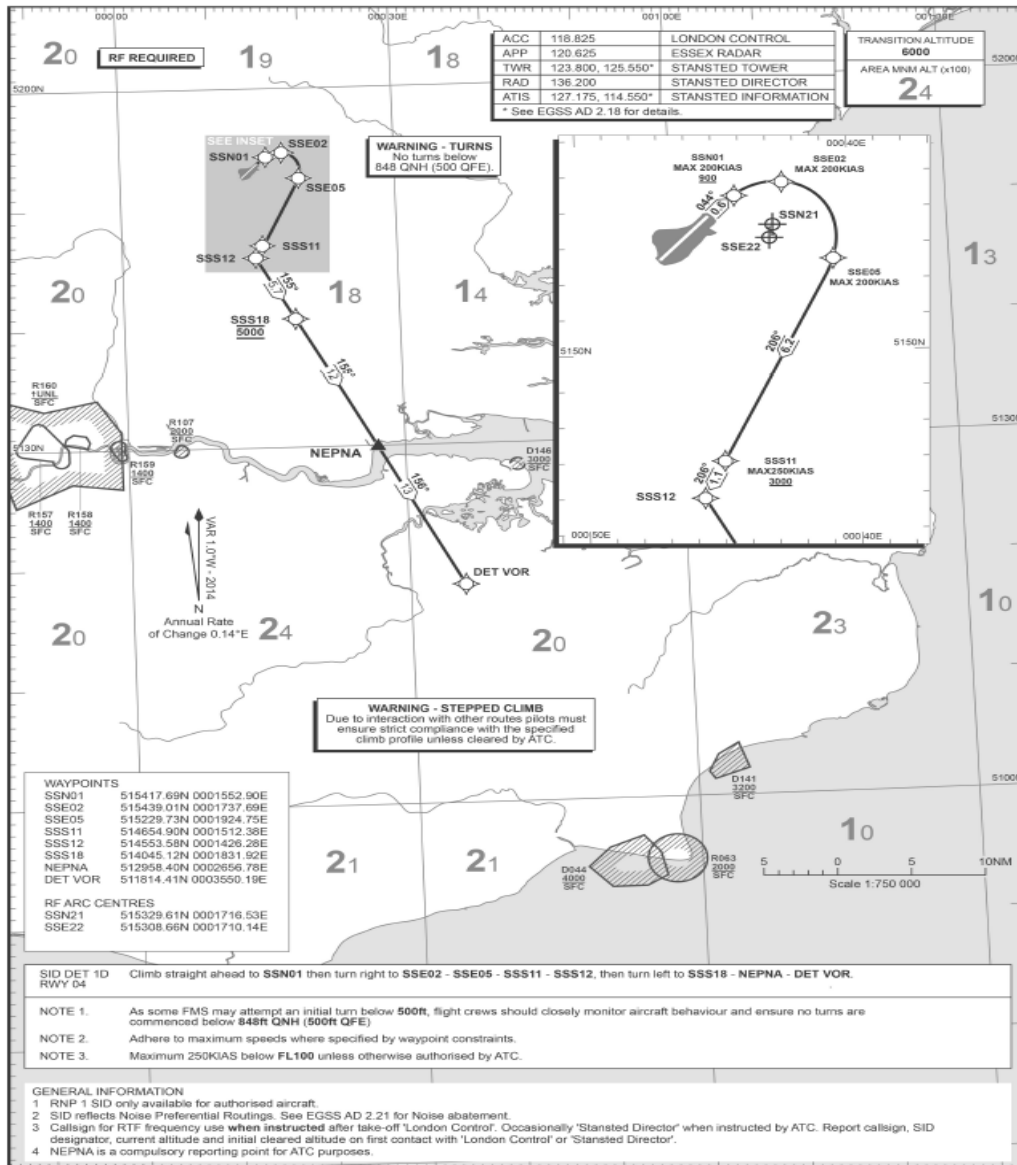 000 00E
000 30E
001 00E
001 30E
5200N
5200N
5150N
5150N
5130N
5130N
5100N
20
19
18
20
18
14
13
20
24
20
23
10
21
21
10
RF REQUIRED
ACC 118.825 LONDON CONTROL
APP 120.625 ESSEX RADAR
TWR 123.800, 125.550* STANSTED TOWER
RAD 136.200 STANSTED DIRECTOR
ATIS 127.175, 114.550* STANSTED INFORMATION
* See EGSS AD 2.18 for details.
TRANSITION ALTITUDE
6000
AREA MNM ALT (x100)
24
WARNING - TURNS
No turns below
848 QNH (500 QFE).
SEE INSET
SSN01
SSE02
SSE05
SSS11
SSS12
155°
5.7
SSS18
5000
155°
12
NEPNA
156°
13
DET VOR
000 40E
SSN01
MAX 200KIAS
900
SSE02
MAX 200KIAS
044°
0.6
SSN21
SSE22
SSE05
MAX 200KIAS
206°
6.2
SSS11
MAX250KIAS
3000
206°
1.1
SSS12
000 50E
000 40E
R160
1UNL
SFC
R107
2000
SFC
R159
1400
SFC
R157
1400
SFC
R158
1400
SFC
D146
3000
SFC
D141
3200
SFC
D044
4000
SFC
R063
2000
SFC
VAR 1.0°W - 2014
N
Annual Rate
of Change 0.14°E
WARNING - STEPPED CLIMB
Due to interaction with other routes pilots must
ensure strict compliance with the specified
climb profile unless cleared by ATC.
5 0 5 10NM
Scale 1:750 000
WAYPOINTS
SSN01 515417.69N 0001552.90E
SSE02 515439.01N 0001737.69E
SSE05 515229.73N 0001924.75E
SSS11 514654.90N 0001512.38E
SSS12 514553.58N 0001426.28E
SSS18 514045.12N 0001831.92E
NEPNA 512958.40N 0002656.78E
DET VOR 511814.41N 0003550.19E
RF ARC CENTRES
SSN21 515329.61N 0001716.53E
SSE22 515308.66N 0001710.14E
SID DET 1D Climb straight ahead to SSN01 then turn right to SSE02 - SSE05 - SSS11 - SSS12, then turn left to SSS18 - NEPNA - DET VOR.
RWY 04
NOTE 1. As some FMS may attempt an initial turn below 500ft, flight crews should closely monitor aircraft behaviour and ensure no turns are
commenced below 848ft QNH (500ft QFE)
NOTE 2. Adhere to maximum speeds where specified by waypoint constraints.
NOTE 3. Maximum 250KIAS below FL100 unless otherwise authorised by ATC.
GENERAL INFORMATION
1 RNP 1 SID only available for authorised aircraft.
2 SID reflects Noise Preferential Routings. See EGSS AD 2.21 for Noise abatement.
3 Callsign for RTF frequency use when instructed after take-off 'London Control'. Occasionally 'Stansted Director' when instructed by ATC. Report callsign, SID
designator, current altitude and initial cleared altitude on first contact with 'London Control' or 'Stansted Director'.
4 NEPNA is a compulsory reporting point for ATC purposes.